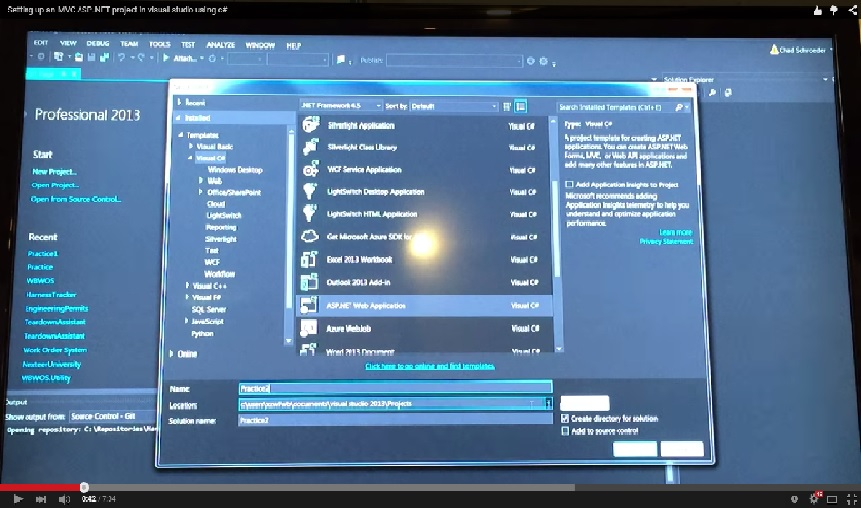 Setting up an MVC ASP.NET project in visual studio using c#
EDIT VIEW DEBUG TEAM TOOLS TEST ANALYZE WINDOW HELP
Chad Schroeder
Attach...
Publish:
Solution Explorer
Professional 2013
Start
New Project...
Open Project...
Open from Source Control...
Recent
Practice1
Practice
WBWOS
HarnessTracker
EngineeringPermits
TeardownAssistant
TeardownAssistant
Work Order System
NexteerUniversity
WBWOS.Utility
Output
Show output from: Source Control - Git
Opening repository: C:\Repositories\
Recent
Installed
Templates
Visual Basic
Visual C#
Windows Desktop
Web
Office/SharePoint
Cloud
LightSwitch
Reporting
Silverlight
Test
WCF
Workflow
Visual C++
Visual F#
SQL Server
JavaScript
Python
Online
.NET Framework 4.5 Sort by: Default
Silverlight Application Visual C#
Silverlight Class Library Visual C#
WCF Service Application Visual C#
LightSwitch Desktop Application Visual C#
LightSwitch HTML Application Visual C#
Get Microsoft Azure SDK for Visual C#
Excel 2013 Workbook Visual C#
Outlook 2013 Add-in Visual C#
ASP.NET Web Application Visual C#
Azure WebJob Visual C#
Word 2013 Document Visual C#
Click here to go online and find templates.
Search Installed Templates (Ctrl+E)
Type: Visual C#
A project template for creating ASP.NET
applications. You can create ASP.NET Web
Forms, MVC, or Web API applications and
add many other features in ASP.NET.
Add Application Insights to Project
Microsoft recommends adding
Application Insights telemetry to help you
understand and optimize application
performance.
Learn more
Privacy Statement
Name: Practice2
Location: \documents\visual studio 2013\Projects
Solution name: Practice2
Create directory for solution
Add to source control
0:42 / 7:04